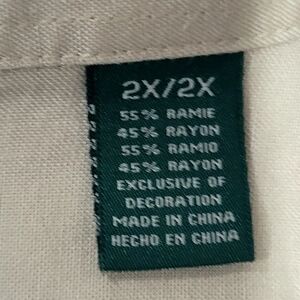 2X/2X
55% RAMIE
45% RAYON
55% RAMIO
45% RAYON
EXCLUSIVE OF
DECORATION
MADE IN CHINA
HECHO EN CHINA